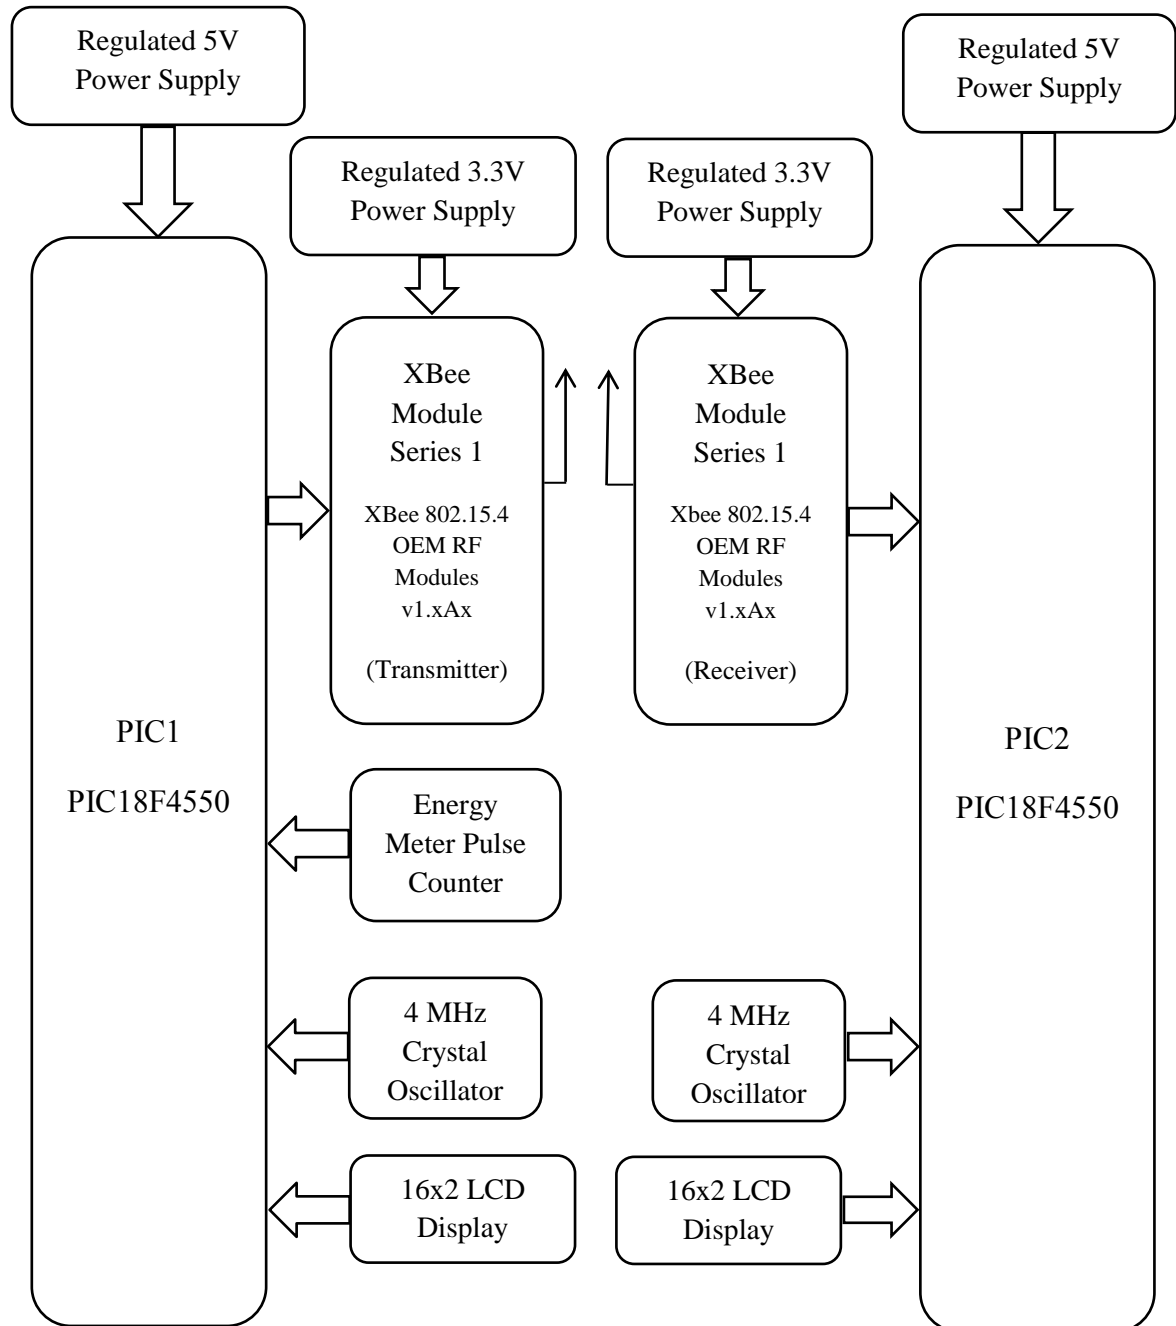 Regulated 5V
Power Supply
Regulated 5V
Power Supply
Regulated 3.3V
Power Supply
Regulated 3.3V
Power Supply
XBee
Module
Series 1
XBee 802.15.4
OEM RF
Modules
v1.xAx
(Transmitter)
XBee
Module
Series 1
Xbee 802.15.4
OEM RF
Modules
v1.xAx
(Receiver)
PIC1
PIC18F4550
PIC2
PIC18F4550
Energy
Meter Pulse
Counter
4 MHz
Crystal
Oscillator
4 MHz
Crystal
Oscillator
16x2 LCD
Display
16x2 LCD
Display